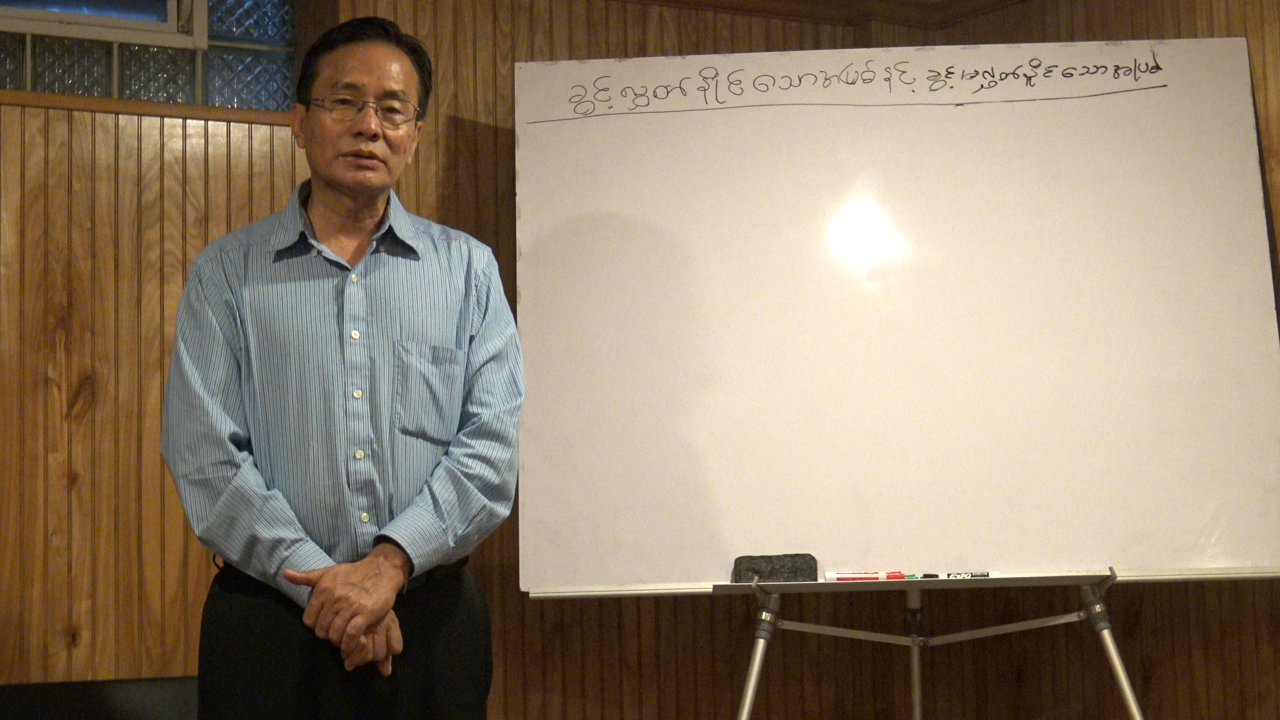 ခွင့်လွှတ်နိုင်သောအပြစ်နှင့် ခွင့်မလွှတ်နိုင်သောအပြစ်
EXPO